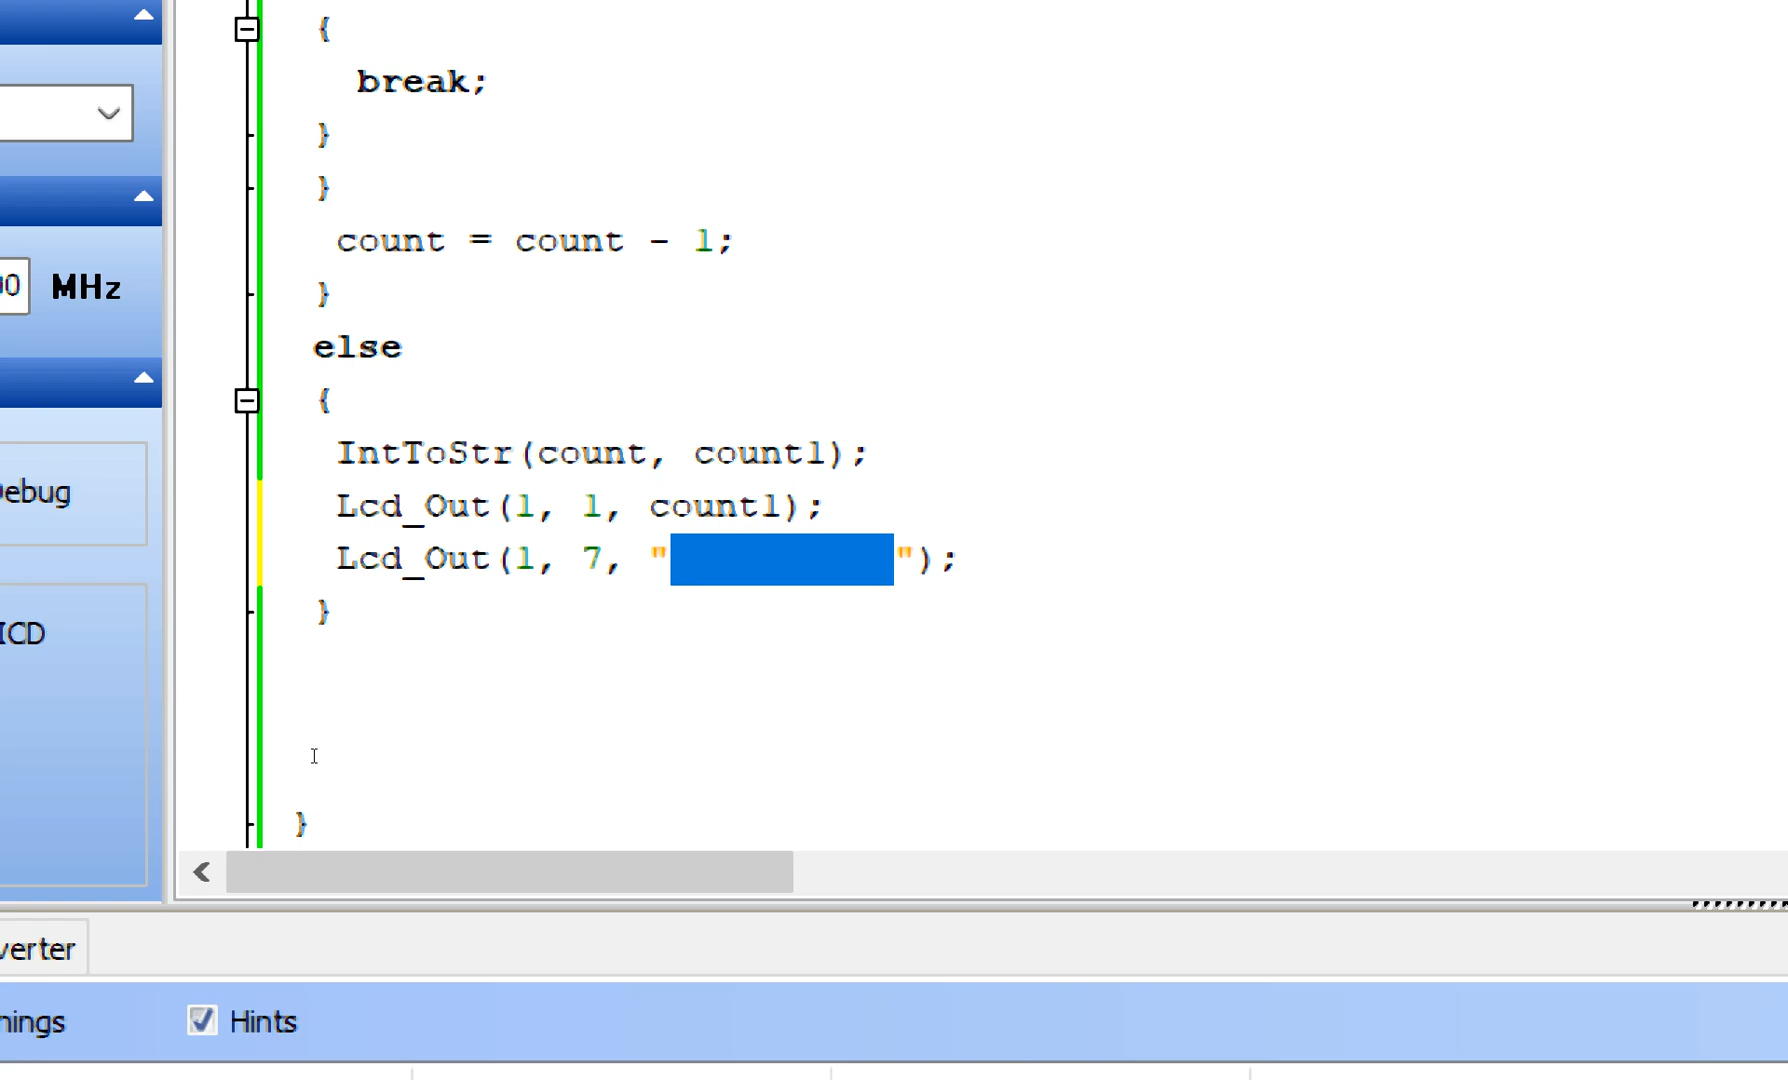 {
break;
}
}
count = count - 1;
}
else
{
IntToStr(count, count1);
Lcd_Out(1, 1, count1);
Lcd_Out(1, 7, "          ");
}
}
MHz
ebug
ICD
verter
nings
Hints